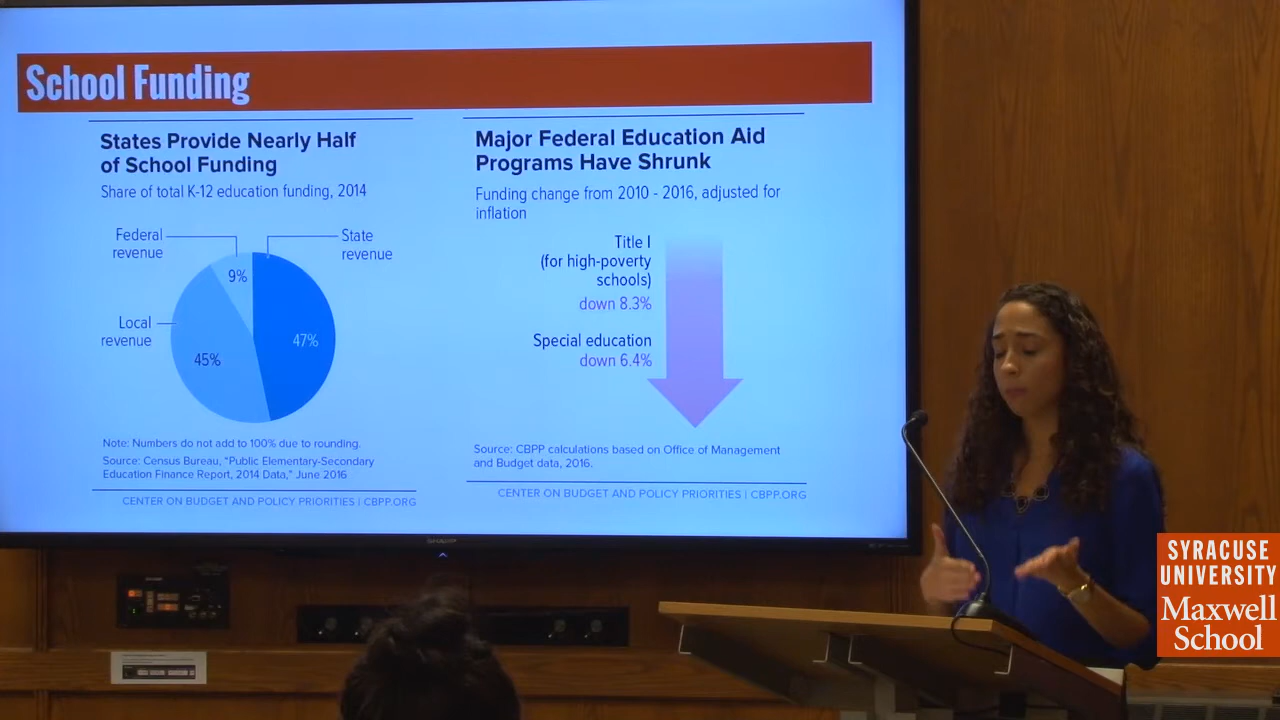 School Funding
States Provide Nearly Half
of School Funding
Share of total K-12 education funding, 2014
Federal
revenue
State
revenue
9%
Local
revenue
47%
45%
Note: Numbers do not add to 100% due to rounding.
Source: Census Bureau, "Public Elementary-Secondary
Education Finance Report, 2014 Data," June 2016
CENTER ON BUDGET AND POLICY PRIORITIES | CBPP.ORG
Major Federal Education Aid
Programs Have Shrunk
Funding change from 2010 - 2016, adjusted for
inflation
Title I
(for high-poverty
schools)
down 8.3%
Special education
down 6.4%
Source: CBPP calculations based on Office of Management
and Budget data, 2016.
CENTER ON BUDGET AND POLICY PRIORITIES | CBPP.ORG
SHARP
SYRACUSE
UNIVERSITY
Maxwell
School